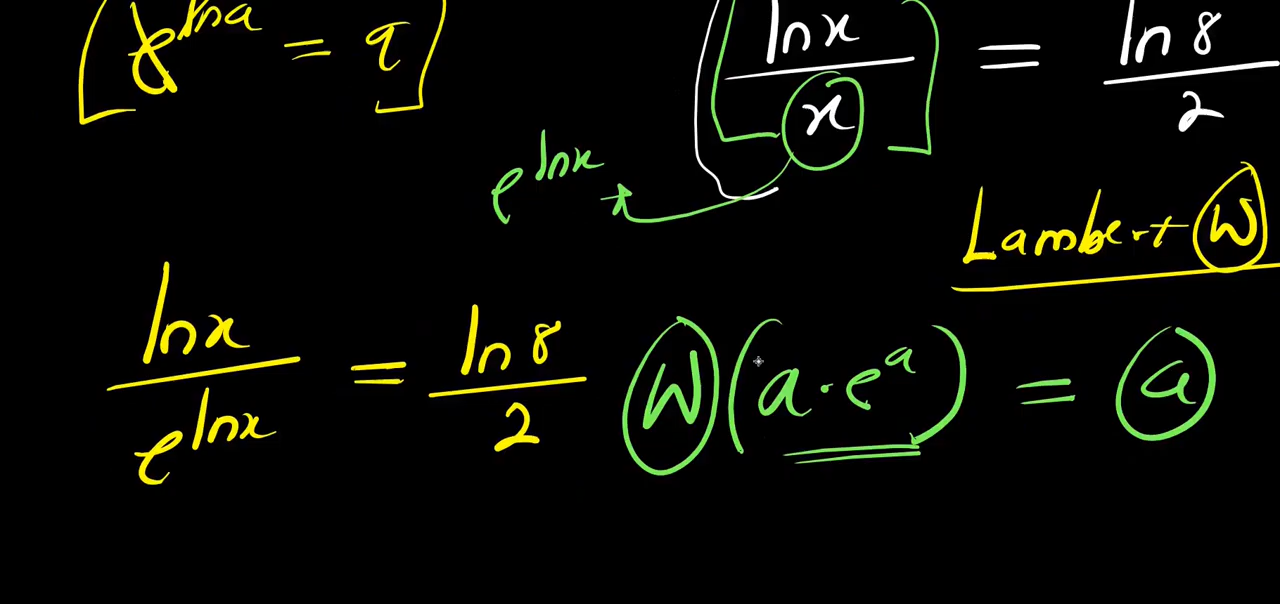 [e^{ln a} = a] [ln x / x] = ln 8 / 2
e^{ln x}
Lambert W
ln x / e^{ln x} = ln 8 / 2 W(a · e^a) = a